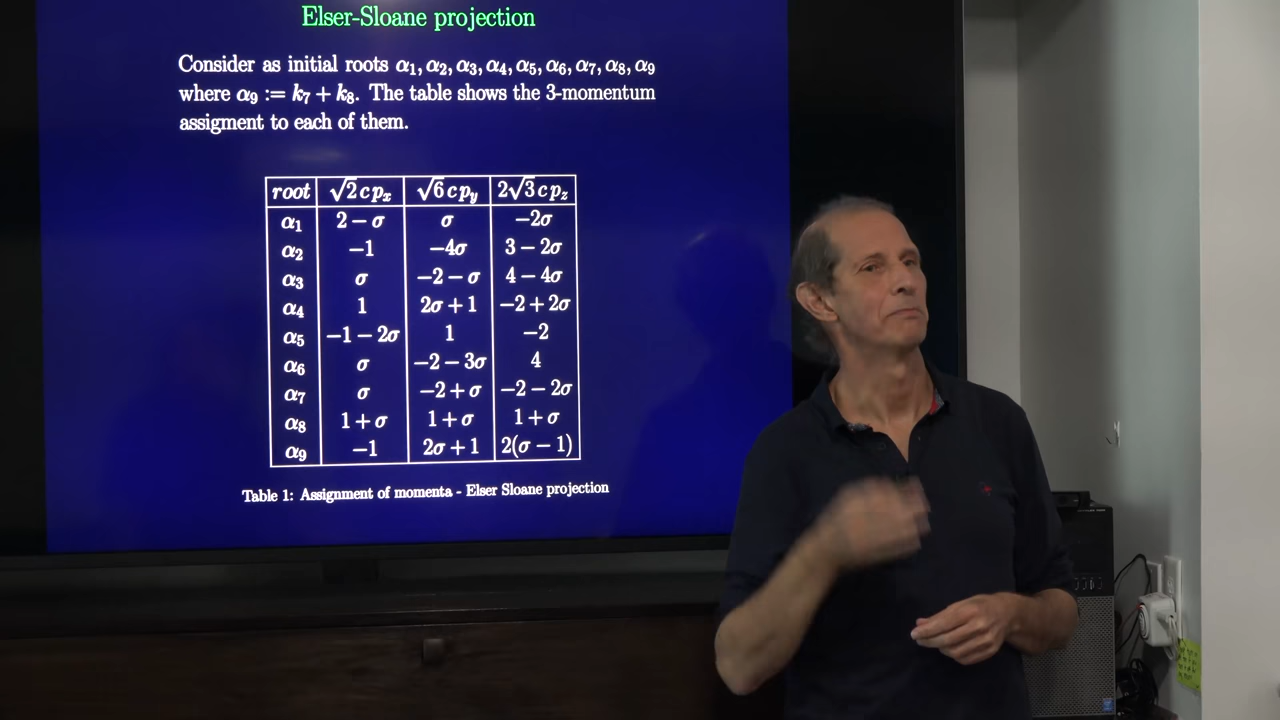 Elser-Sloane projection
Consider as initial roots α₁, α₂, α₃, α₄, α₅, α₆, α₇, α₈, α₉
where α₉ := k₇ + k₈. The table shows the 3-momentum
assigment to each of them.
root √2 c pₓ √6 c p_y 2√3 c p_z
α₁ 2 − σ σ −2σ
α₂ −1 −4σ 3 − 2σ
α₃ σ −2 − σ 4 − 4σ
α₄ 1 2σ + 1 −2 + 2σ
α₅ −1 − 2σ 1 −2
α₆ σ −2 − 3σ 4
α₇ σ −2 + σ −2 − 2σ
α₈ 1 + σ 1 + σ 1 + σ
α₉ −1 2σ + 1 2(σ − 1)
Table 1: Assignment of momenta - Elser Sloane projection